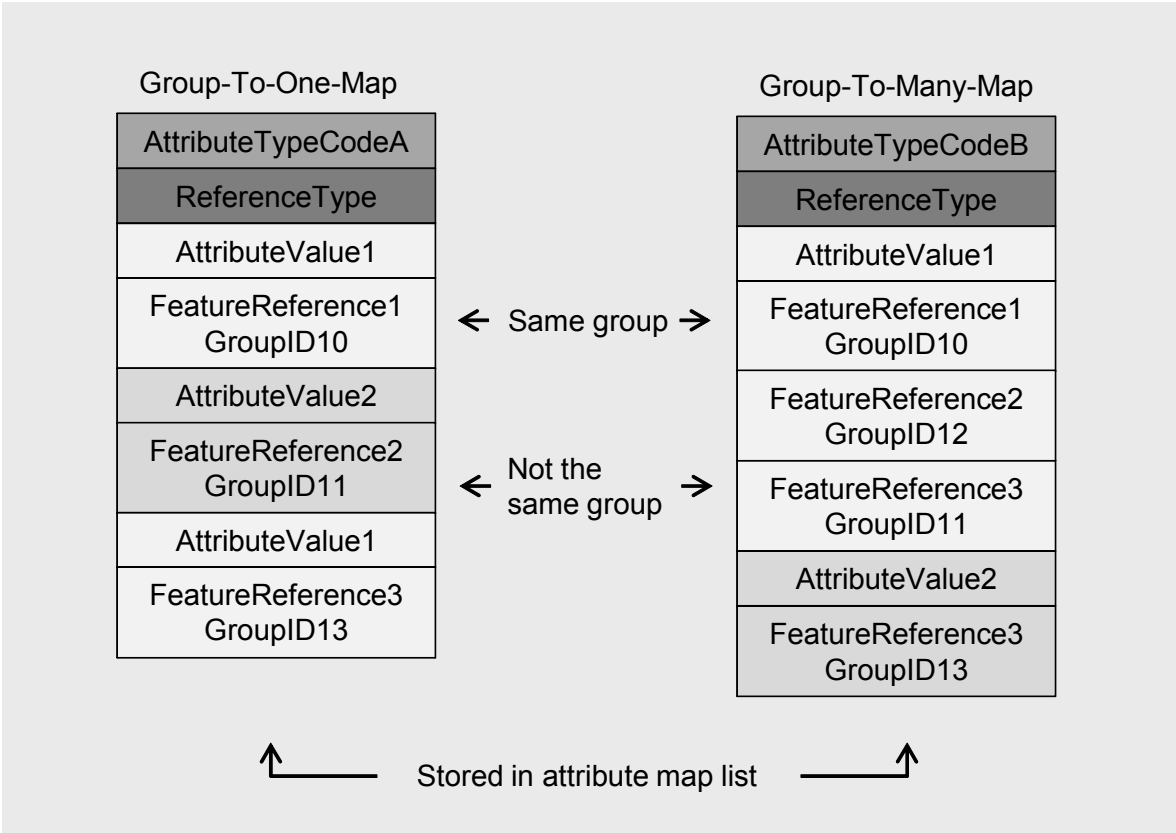 Group-To-One-Map
AttributeTypeCodeA
ReferenceType
AttributeValue1
FeatureReference1
GroupID10
AttributeValue2
FeatureReference2
GroupID11
AttributeValue1
FeatureReference3
GroupID13
Same group
Not the
same group
Group-To-Many-Map
AttributeTypeCodeB
ReferenceType
AttributeValue1
FeatureReference1
GroupID10
FeatureReference2
GroupID12
FeatureReference3
GroupID11
AttributeValue2
FeatureReference3
GroupID13
Stored in attribute map list